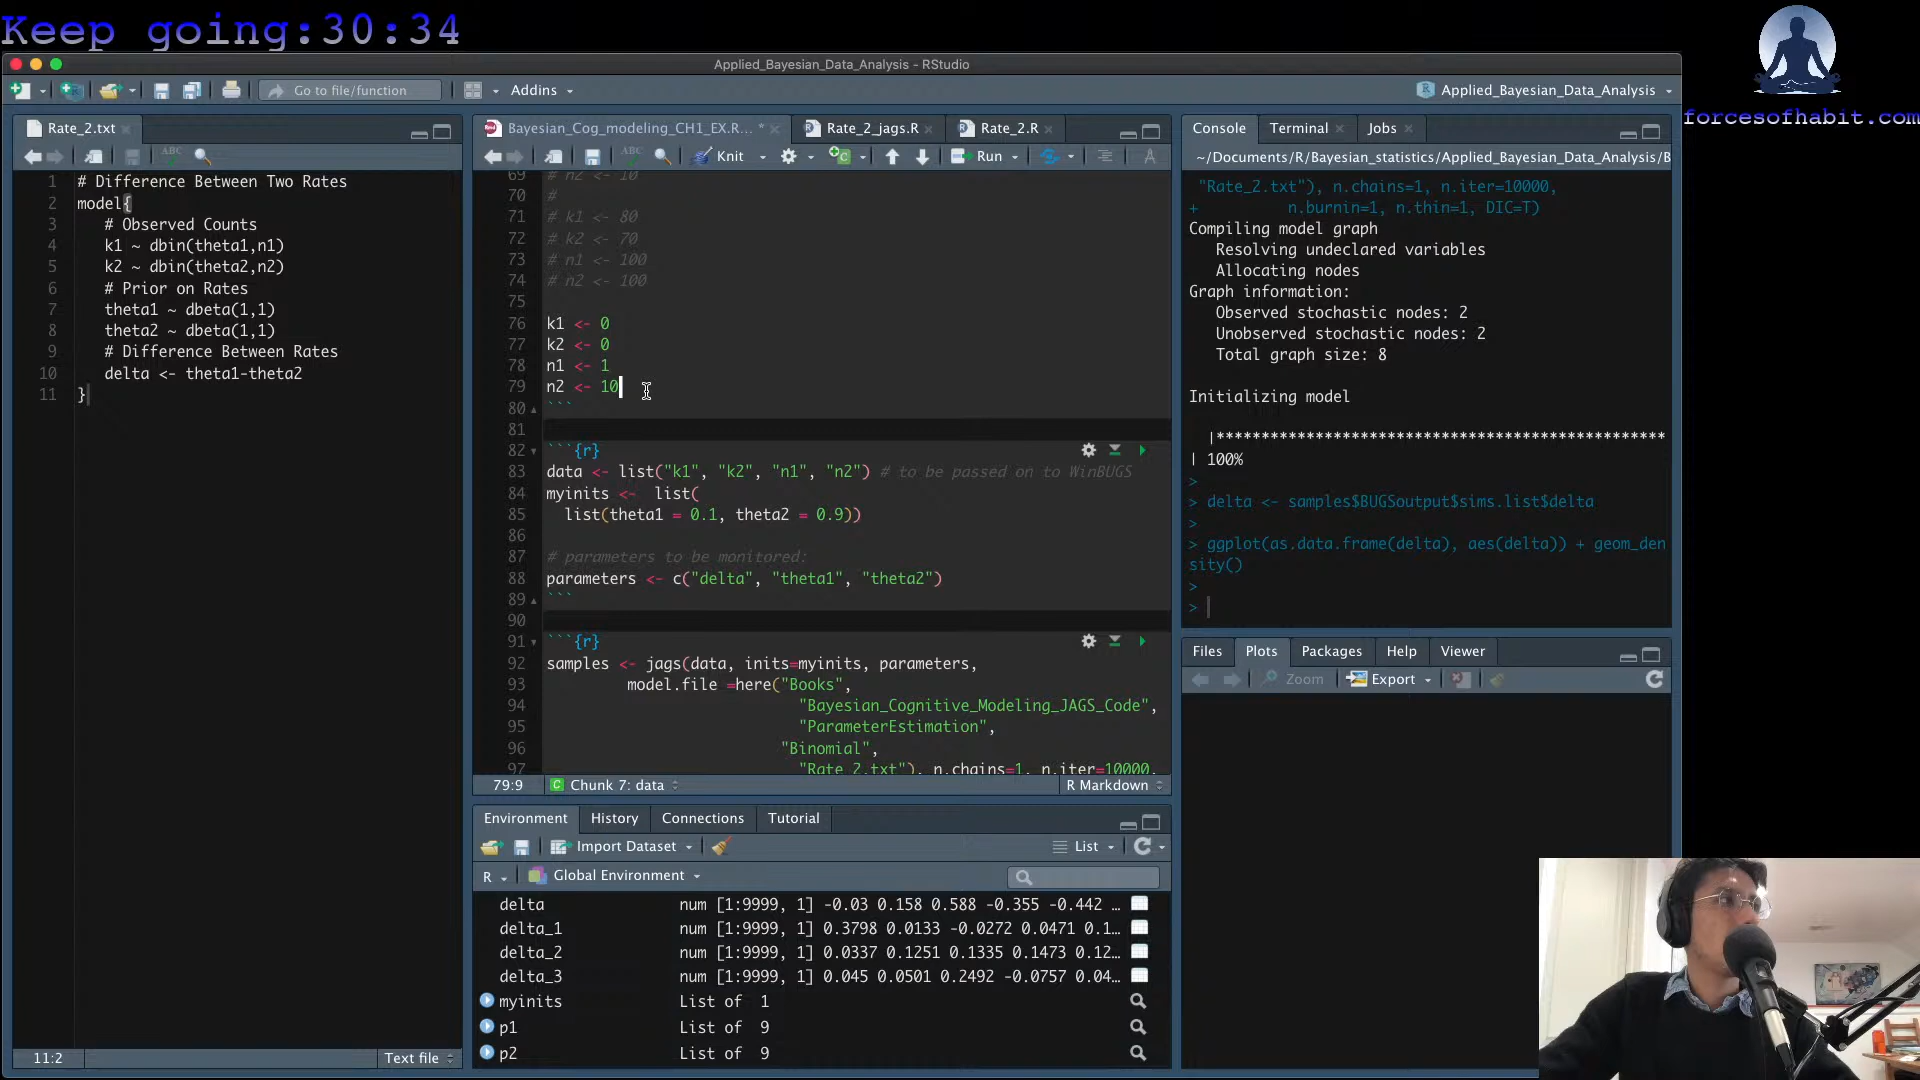 Keep going:30:34
forcesofhabit.com
Applied_Bayesian_Data_Analysis - RStudio
Go to file/function
Addins
Applied_Bayesian_Data_Analysis
Rate_2.txt
ABC
1 # Difference Between Two Rates
2 model{
3 # Observed Counts
4 k1 ~ dbin(theta1,n1)
5 k2 ~ dbin(theta2,n2)
6 # Prior on Rates
7 theta1 ~ dbeta(1,1)
8 theta2 ~ dbeta(1,1)
9 # Difference Between Rates
10 delta <- theta1-theta2
11 }
11:2
Text file
Bayesian_Cog_modeling_CH1_EX.R... *
Rate_2_jags.R
Rate_2.R
ABC
Knit
Run
69 # n2 <- 10
70 #
71 # k1 <- 80
72 # k2 <- 70
73 # n1 <- 100
74 # n2 <- 100
75
76 k1 <- 0
77 k2 <- 0
78 n1 <- 1
79 n2 <- 10
80 ```
81
82 ```{r}
83 data <- list("k1", "k2", "n1", "n2") # to be passed on to WinBUGS
84 myinits <- list(
85 list(theta1 = 0.1, theta2 = 0.9))
86
87 # parameters to be monitored:
88 parameters <- c("delta", "theta1", "theta2")
89 ```
90
91 ```{r}
92 samples <- jags(data, inits=myinits, parameters,
93 model.file =here("Books",
94 "Bayesian_Cognitive_Modeling_JAGS_Code",
95 "ParameterEstimation",
96 "Binomial",
97 "Rate_2.txt"), n.chains=1, n.iter=10000,
79:9
Chunk 7: data
R Markdown
Environment
History
Connections
Tutorial
Import Dataset
List
R
Global Environment
delta num [1:9999, 1] -0.03 0.158 0.588 -0.355 -0.442 …
delta_1 num [1:9999, 1] 0.3798 0.0133 -0.0272 0.0471 0.1…
delta_2 num [1:9999, 1] 0.0337 0.1251 0.1335 0.1473 0.12…
delta_3 num [1:9999, 1] 0.045 0.0501 0.2492 -0.0757 0.04…
myinits List of 1
p1 List of 9
p2 List of 9
Console
Terminal
Jobs
~/Documents/R/Bayesian_statistics/Applied_Bayesian_Data_Analysis/B
"Rate_2.txt"), n.chains=1, n.iter=10000,
+ n.burnin=1, n.thin=1, DIC=T)
Compiling model graph
Resolving undeclared variables
Allocating nodes
Graph information:
Observed stochastic nodes: 2
Unobserved stochastic nodes: 2
Total graph size: 8
Initializing model
|**************************************************
| 100%
>
> delta <- samples$BUGSoutput$sims.list$delta
>
> ggplot(as.data.frame(delta), aes(delta)) + geom_den
sity()
>
>
Files
Plots
Packages
Help
Viewer
Zoom
Export